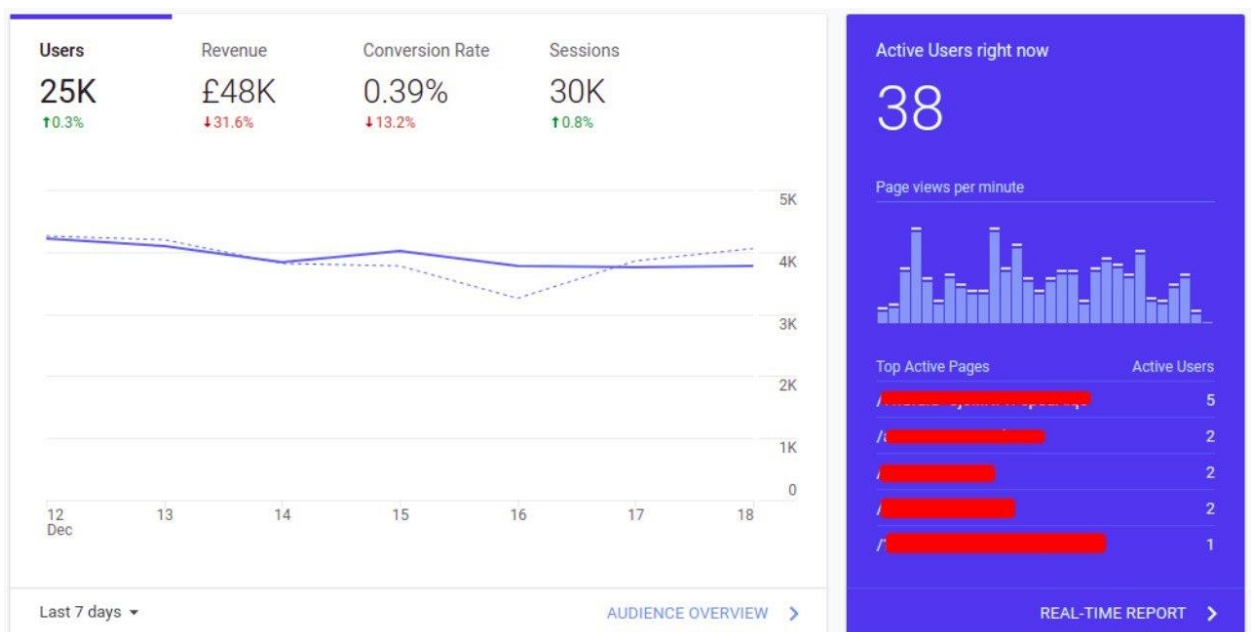 Users Revenue Conversion Rate Sessions
25K £48K 0.39% 30K
↑0.3% ↓31.6% ↓13.2% ↑0.8%
5K
4K
3K
2K
1K
0
12 13 14 15 16 17 18
Dec
Last 7 days
AUDIENCE OVERVIEW
Active Users right now
38
Page views per minute
Top Active Pages Active Users
/ 5
/ 2
/ 2
/ 2
/ 1
REAL-TIME REPORT